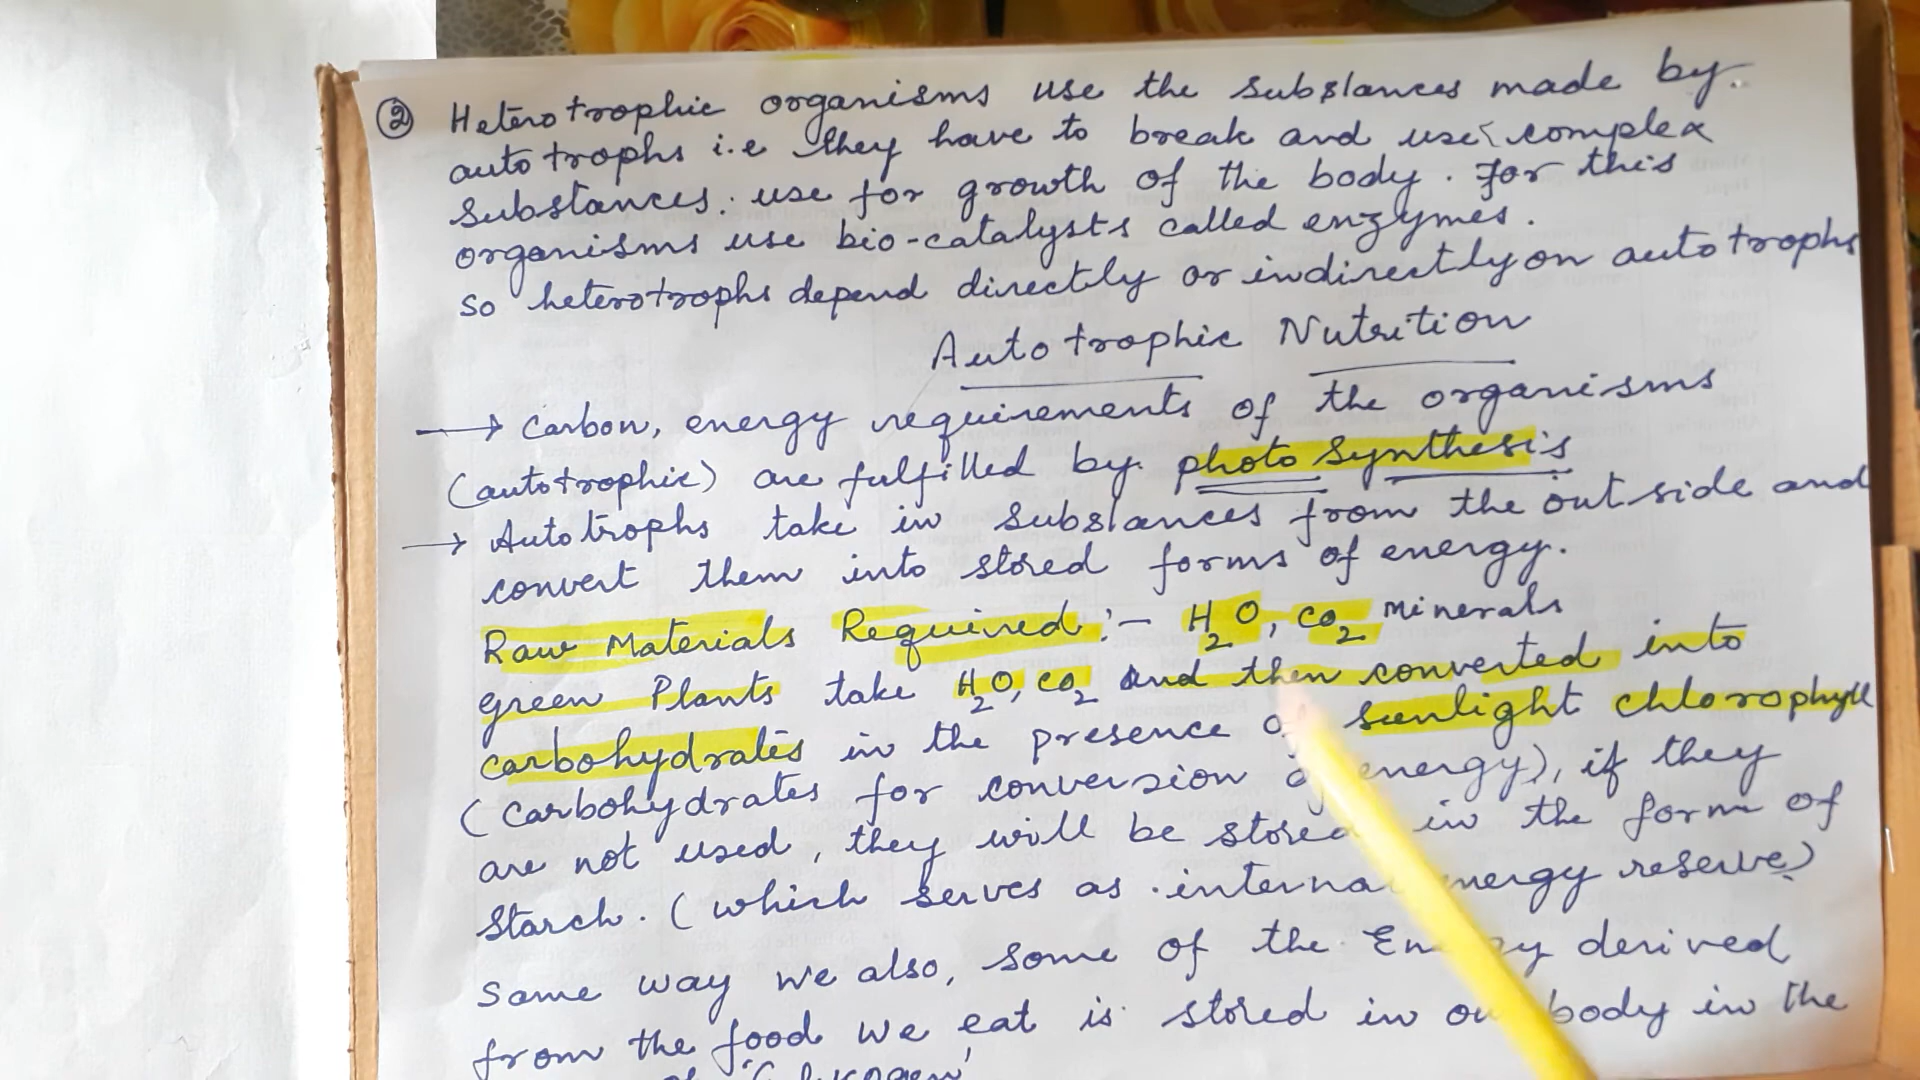 ② Heterotrophic organisms use the substances made by
autotrophs i.e they have to break and use complex
substances. use for growth of the body. For this
organisms use bio-catalysts called enzymes.
so heterotrophs depend directly or indirectly on autotrophs
Autotrophic Nutrition
→ Carbon, energy requirements of the organisms
(autotrophic) are fulfilled by photo synthesis
→ Autotrophs take in substances from the outside and
convert them into stored forms of energy.
Raw Materials Required :- H₂O, CO₂ Minerals
green Plants take H₂O, CO₂ and then converted into
carbohydrates in the presence of sunlight chlorophyll
(carbohydrates for conversion of energy), if they
are not used, they will be stored in the form of
starch. (which serves as internal energy reserve)
Same way we also, some of the Energy derived
from the food we eat is stored in our body in the
'Glycogen'